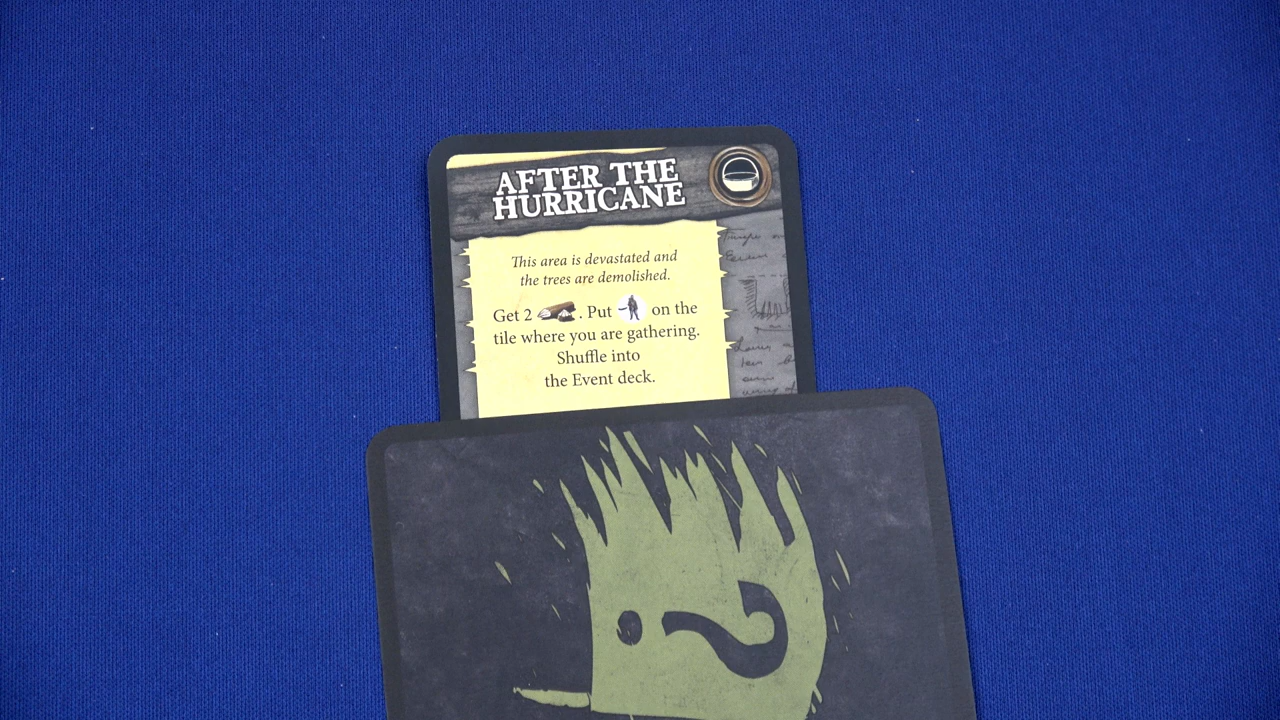 AFTER THE
HURRICANE
This area is devastated and
the trees are demolished.
Get 2 . Put on the
tile where you are gathering.
Shuffle into
the Event deck.
?